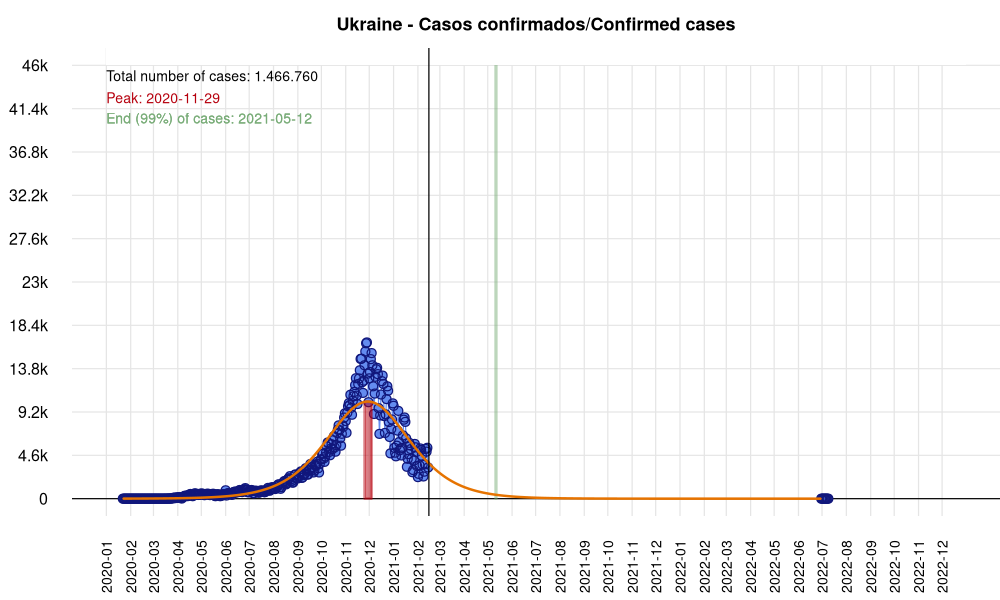 Ukraine - Casos confirmados/Confirmed cases
Total number of cases: 1.466.760
Peak: 2020-11-29
End (99%) of cases: 2021-05-12
46k
41.4k
36.8k
32.2k
27.6k
23k
18.4k
13.8k
9.2k
4.6k
0
2020-01
2020-02
2020-03
2020-04
2020-05
2020-06
2020-07
2020-08
2020-09
2020-10
2020-11
2020-12
2021-01
2021-02
2021-03
2021-04
2021-05
2021-06
2021-07
2021-08
2021-09
2021-10
2021-11
2021-12
2022-01
2022-02
2022-03
2022-04
2022-05
2022-06
2022-07
2022-08
2022-09
2022-10
2022-11
2022-12